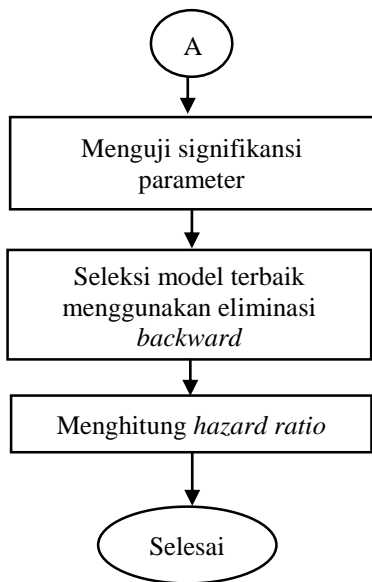 A
Menguji signifikansi
parameter
Seleksi model terbaik
menggunakan eliminasi
backward
Menghitung hazard ratio
Selesai